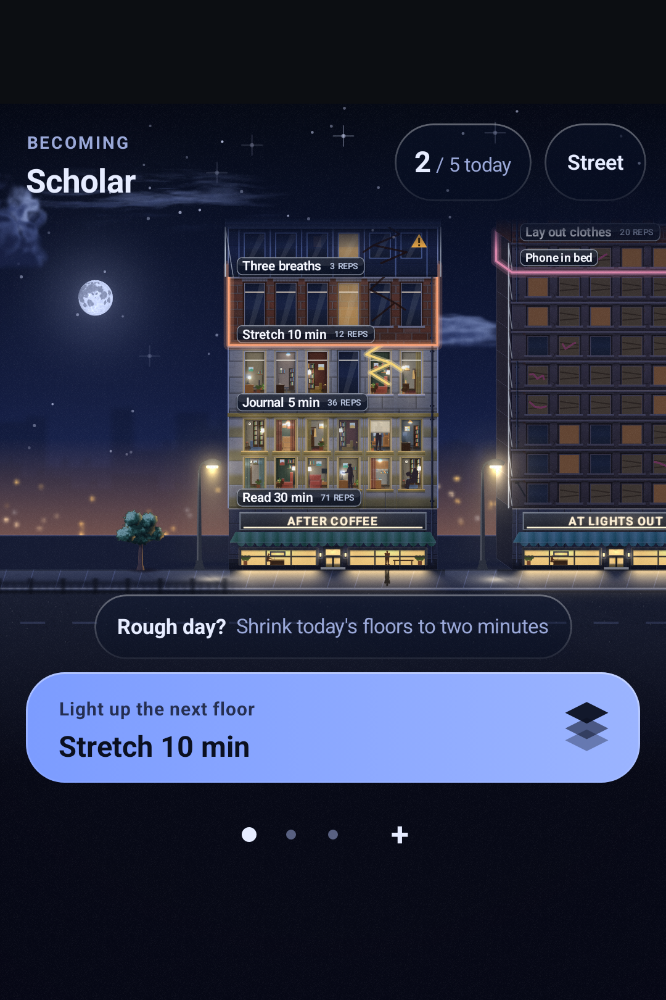 BECOMING
Scholar
2 / 5 today
Street
Three breaths 3 REPS
Stretch 10 min 12 REPS
Journal 5 min 36 REPS
Read 30 min 71 REPS
AFTER COFFEE
Lay out clothes 20 REPS
Phone in bed
AT LIGHTS OUT
Rough day? Shrink today's floors to two minutes
Light up the next floor
Stretch 10 min